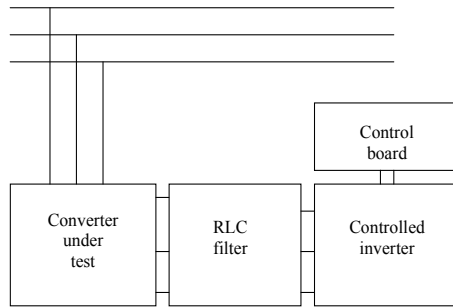 Control
board
Converter
under
test
RLC
filter
Controlled
inverter